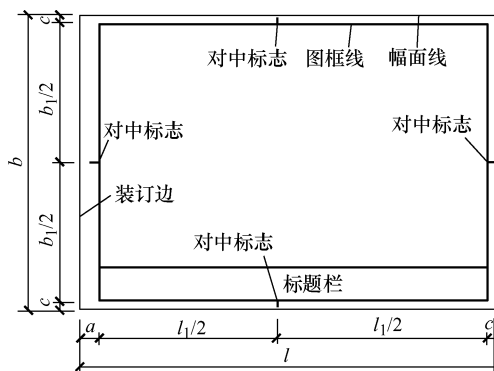 c
对中标志 图框线 幅面线
b₁/2
对中标志 对中标志
b
装订边
b₁/2
对中标志
标题栏
c
a l₁/2 l₁/2 c
l